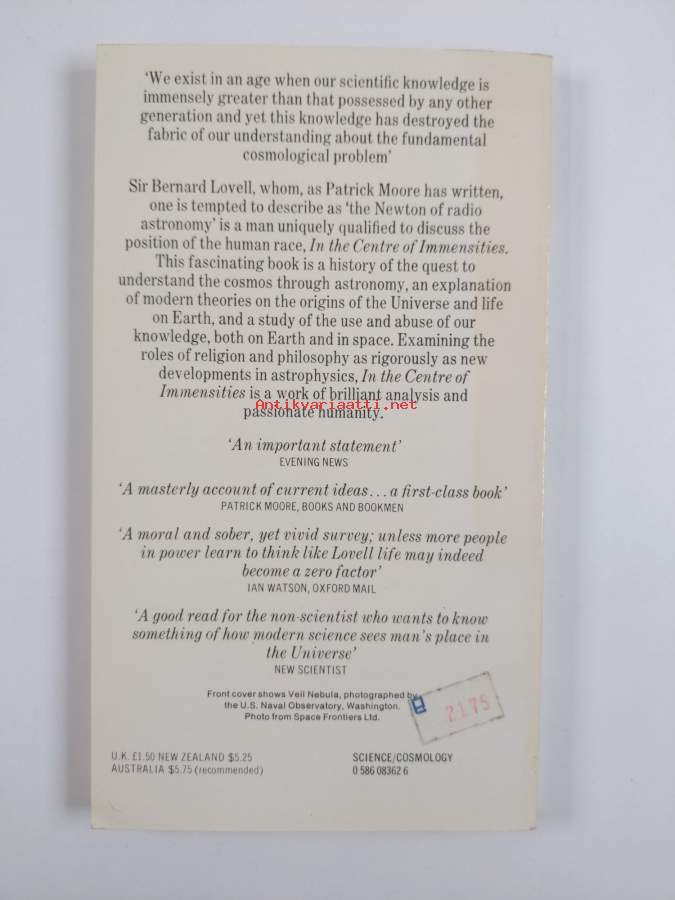 ‘We exist in an age when our scientific knowledge is
immensely greater than that possessed by any other
generation and yet this knowledge has destroyed the
fabric of our understanding about the fundamental
cosmological problem’
Sir Bernard Lovell, whom, as Patrick Moore has written,
one is tempted to describe as ‘the Newton of radio
astronomy’ is a man uniquely qualified to discuss the
position of the human race, In the Centre of Immensities.
This fascinating book is a history of the quest to
understand the cosmos through astronomy, an explanation
of modern theories on the origins of the Universe and life
on Earth, and a study of the use and abuse of our
knowledge, both on Earth and in space. Examining the
roles of religion and philosophy as rigorously as new
developments in astrophysics, In the Centre of
Immensities is a work of brilliant analysis and
Antikvariaatti.net
passionate humanity.
‘An important statement’
EVENING NEWS
‘A masterly account of current ideas... a first-class book’
PATRICK MOORE, BOOKS AND BOOKMEN
‘A moral and sober, yet vivid survey; unless more people
in power learn to think like Lovell life may indeed
become a zero factor’
IAN WATSON, OXFORD MAIL
‘A good read for the non-scientist who wants to know
something of how modern science sees man’s place in
the Universe’
NEW SCIENTIST
Front cover shows Veil Nebula, photographed by
the U.S. Naval Observatory, Washington.
Photo from Space Frontiers Ltd.
2175
U.K. £1.50 NEW ZEALAND $5.25
AUSTRALIA $5.75 (recommended)
SCIENCE/COSMOLOGY
0 586 08362 6